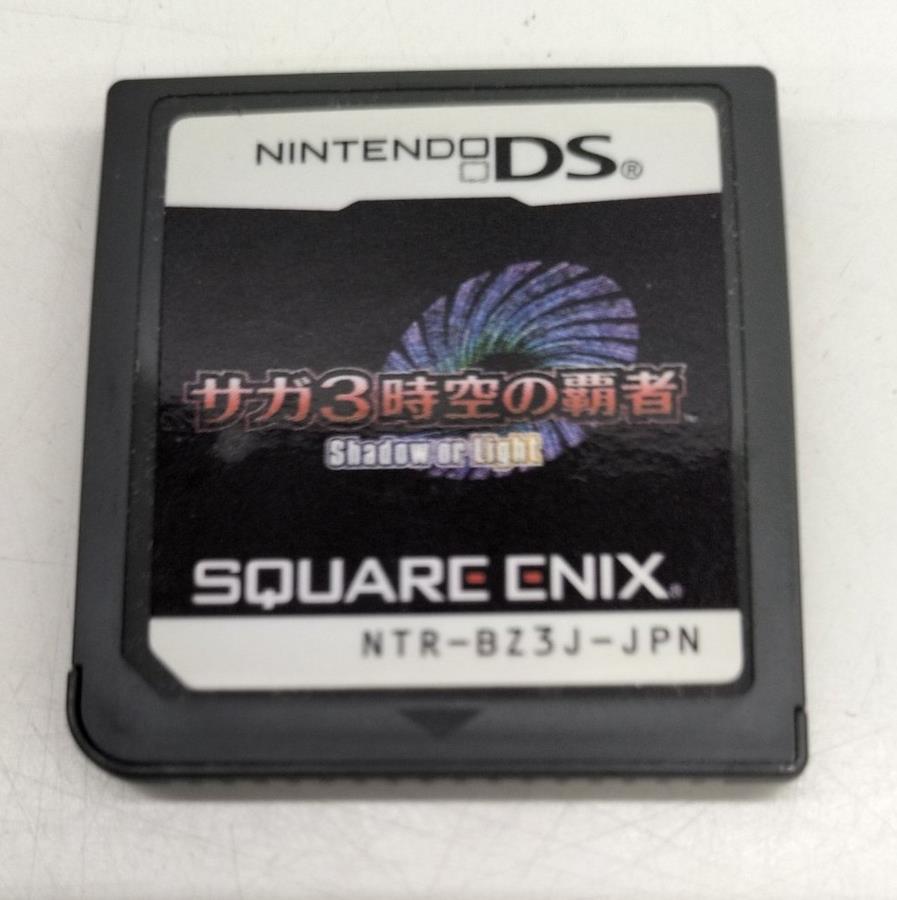 NINTENDO DS®
サガ3時空の覇者
Shadow or Light
SQUARE ENIX®
NTR-BZ3J-JPN